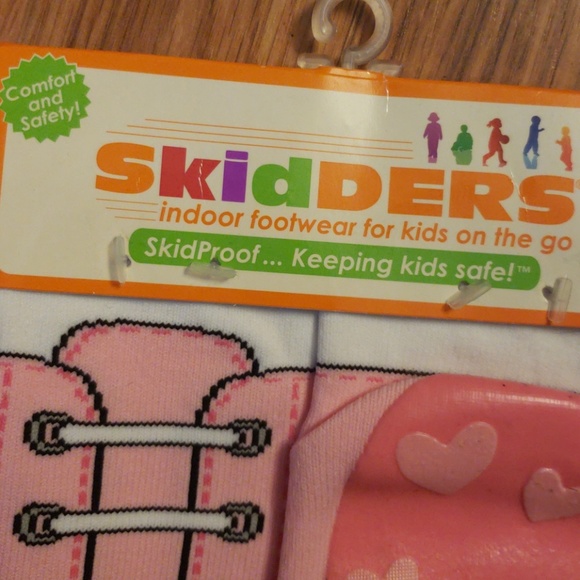 Comfort
and
Safety!
SkidDERS
indoor footwear for kids on the go
SkidProof... Keeping kids safe!™